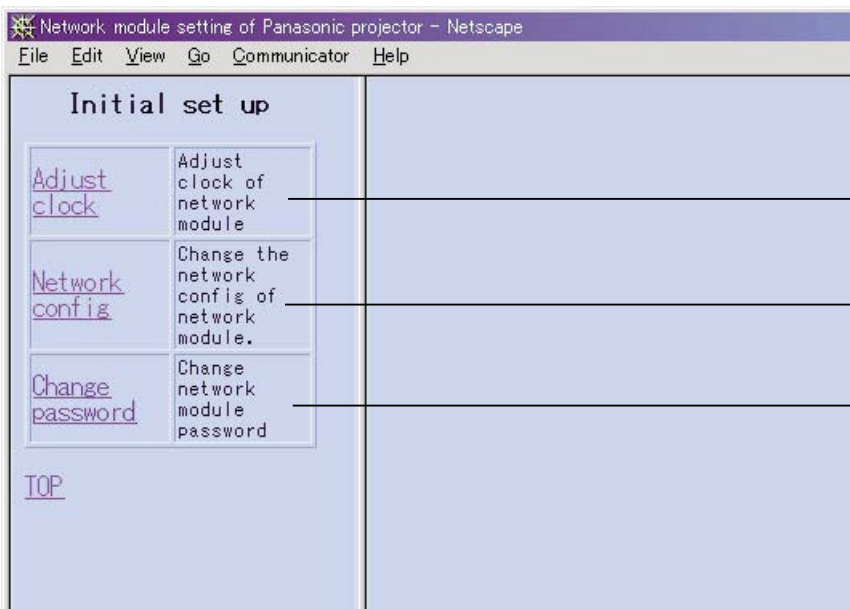 Network module setting of Panasonic projector - Netscape
File Edit View Go Communicator Help
Initial set up
Adjust
clock
Adjust
clock of
network
module
Network
config
Change the
network
config of
network
module.
Change
password
Change
network
module
password
TOP